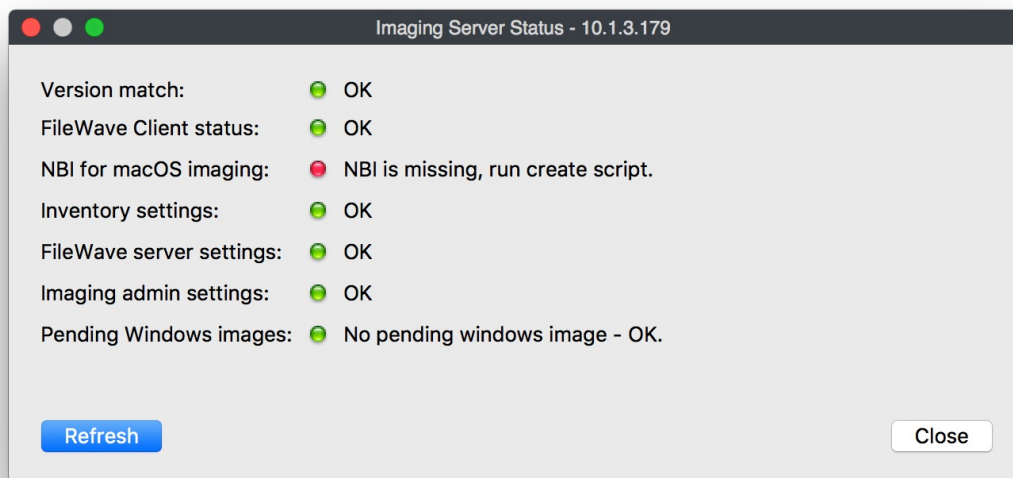 Imaging Server Status - 10.1.3.179
Version match: OK
FileWave Client status: OK
NBI for macOS imaging: NBI is missing, run create script.
Inventory settings: OK
FileWave server settings: OK
Imaging admin settings: OK
Pending Windows images: No pending windows image - OK.
Refresh Close